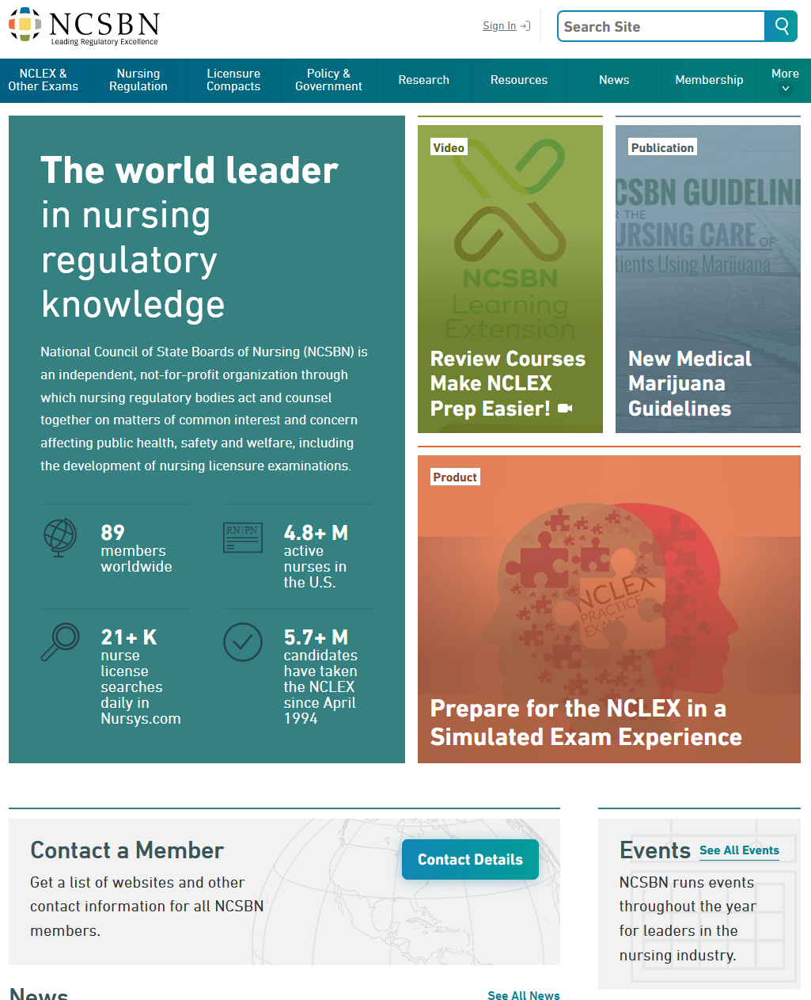 NCSBN
Leading Regulatory Excellence
Sign In
Search Site
NCLEX &
Other Exams
Nursing
Regulation
Licensure
Compacts
Policy &
Government
Research
Resources
News
Membership
More
The world leader
in nursing
regulatory
knowledge
National Council of State Boards of Nursing (NCSBN) is
an independent, not-for-profit organization through
which nursing regulatory bodies act and counsel
together on matters of common interest and concern
affecting public health, safety and welfare, including
the development of nursing licensure examinations.
89
members
worldwide
RN|PN
4.8+ M
active
nurses in
the U.S.
21+ K
nurse
license
searches
daily in
Nursys.com
5.7+ M
candidates
have taken
the NCLEX
since April
1994
Video
NCSBN
Learning
Extension
Review Courses
Make NCLEX
Prep Easier!
Publication
CSBN GUIDELIN
R THE
URSING CARE OF
tients Using Marijuana
New Medical
Marijuana
Guidelines
Product
NCLEX
PRACTICE
EXAM
Prepare for the NCLEX in a
Simulated Exam Experience
Contact a Member
Get a list of websites and other
contact information for all NCSBN
members.
Contact Details
Events
See All Events
NCSBN runs events
throughout the year
for leaders in the
nursing industry.
News
See All News